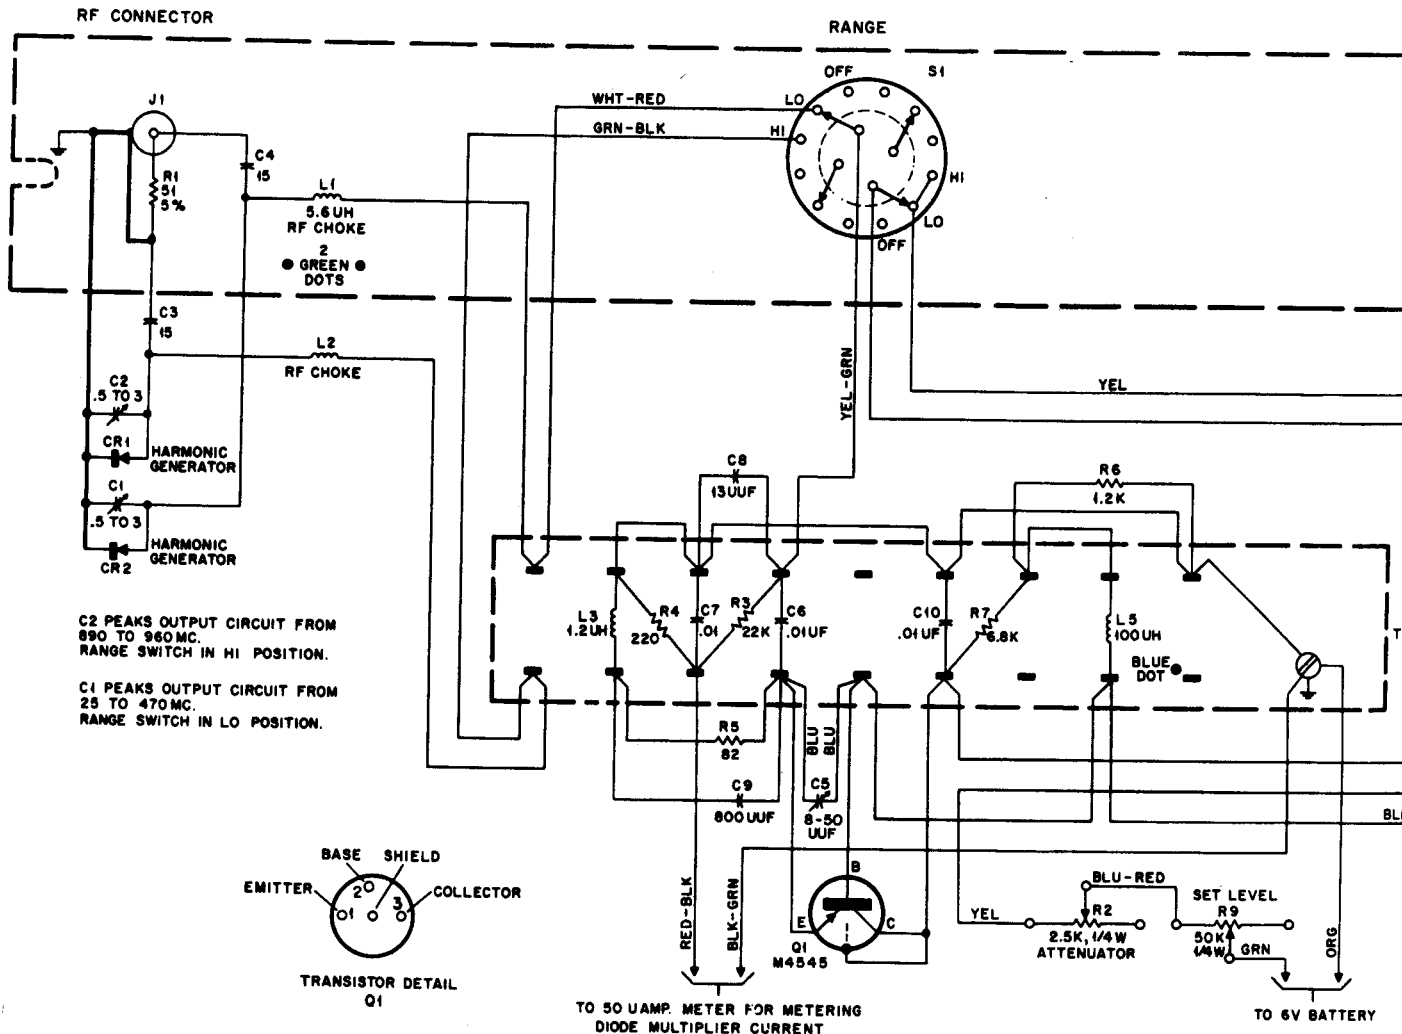 RF CONNECTOR
RANGE
OFF
S1
J1
LO
WHT-RED
GRN-BLK
HI
C4
15
R1
51
5%
L1
5.6UH
RF CHOKE
2
GREEN
DOTS
HI
LO
OFF
C3
15
L2
RF CHOKE
YEL-GRN
YEL
C2
.5 TO 3
CR1
HARMONIC
GENERATOR
C1
.5 TO 3
HARMONIC
GENERATOR
CR2
C8
13UUF
R6
1.2K
L3
1.2UH
R4
220
C7
.01
R3
22K
C6
.01UF
C10
.01UF
R7
6.8K
L5
100UH
BLUE
DOT
T
C2 PEAKS OUTPUT CIRCUIT FROM
890 TO 960 MC.
RANGE SWITCH IN HI POSITION.
C1 PEAKS OUTPUT CIRCUIT FROM
25 TO 470 MC.
RANGE SWITCH IN LO POSITION.
R5
82
BLU
BLU
C9
800UUF
C5
8-50
UUF
BL
BASE
SHIELD
EMITTER
COLLECTOR
2
1
3
TRANSISTOR DETAIL
Q1
RED-BLK
BLK-GRN
B
E
C
Q1
M4545
YEL
BLU-RED
R2
2.5K, 1/4W
ATTENUATOR
SET LEVEL
R9
50K
1/4W
GRN
ORG
TO 50 UAMP. METER FOR METERING
DIODE MULTIPLIER CURRENT
TO 6V BATTERY